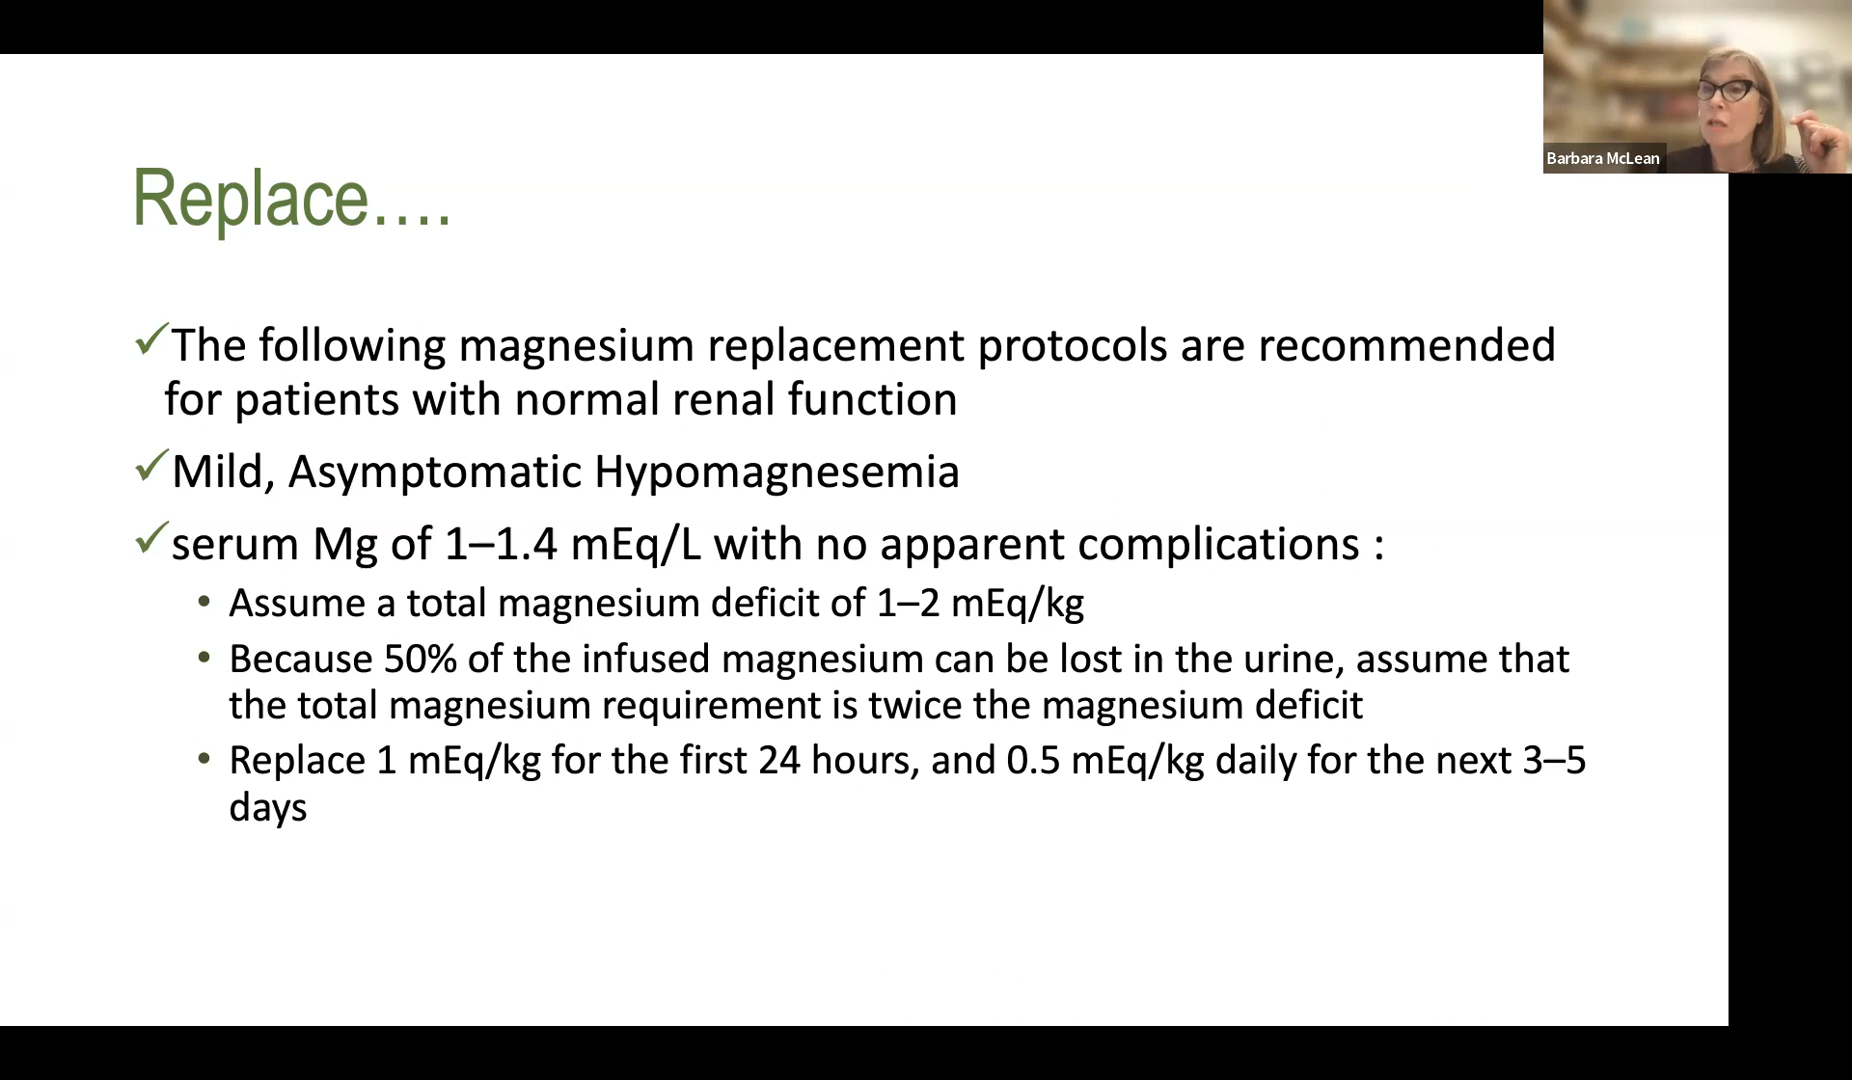 Barbara McLean
Replace....
The following magnesium replacement protocols are recommended
for patients with normal renal function
Mild, Asymptomatic Hypomagnesemia
serum Mg of 1–1.4 mEq/L with no apparent complications :
Assume a total magnesium deficit of 1–2 mEq/kg
Because 50% of the infused magnesium can be lost in the urine, assume that
the total magnesium requirement is twice the magnesium deficit
Replace 1 mEq/kg for the first 24 hours, and 0.5 mEq/kg daily for the next 3–5
days